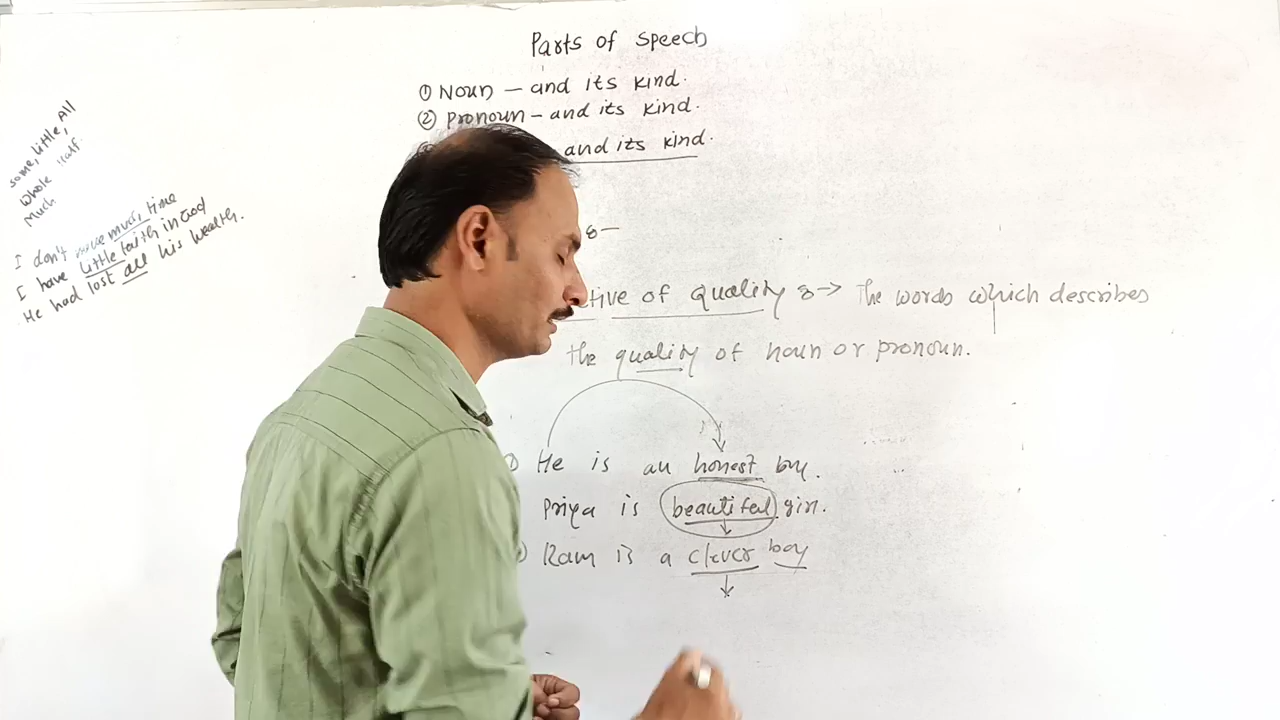 Parts of speech
① Noun – and its kind.
② Pronoun – and its kind.
and its kind.
some, little, All
whole Half
Much
I don't have much time
I have little faith in God
He had lost all his wealth.
8–
tive of quality 8→ The words which describes
the quality of noun or pronoun.
He is an honest boy.
Priya is beautiful girl.
Ram is a clever boy